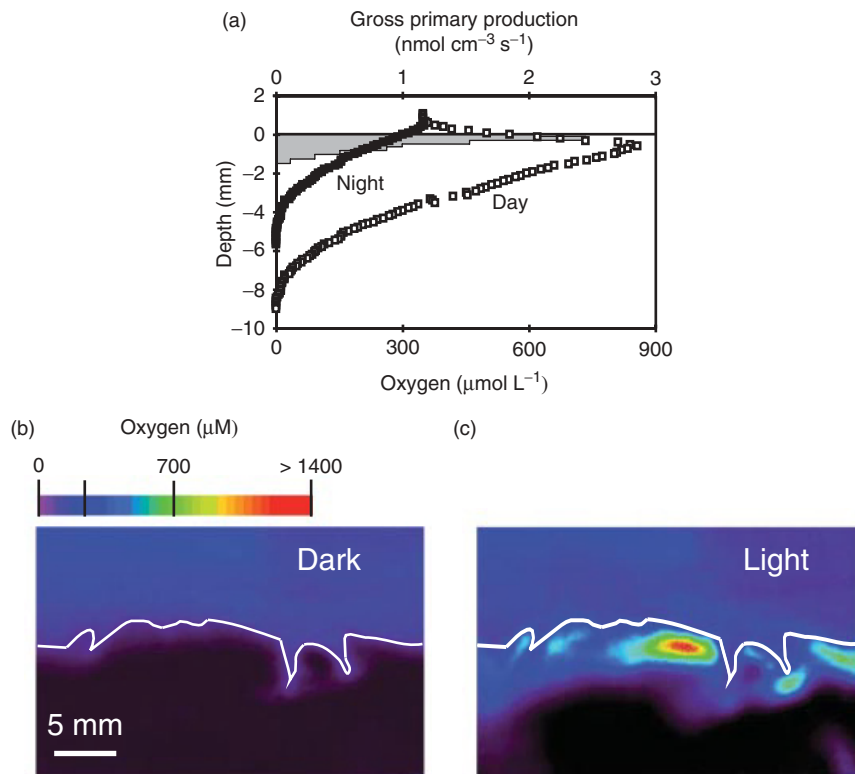 (a)
Gross primary production
(nmol cm−3 s−1)
0 1 2 3
2
0
−2
−4
−6
−8
−10
Depth (mm)
Night
Day
0 300 600 900
Oxygen (μmol L−1)
(b)
Oxygen (μM)
0 700 > 1400
Dark
5 mm
(c)
Light